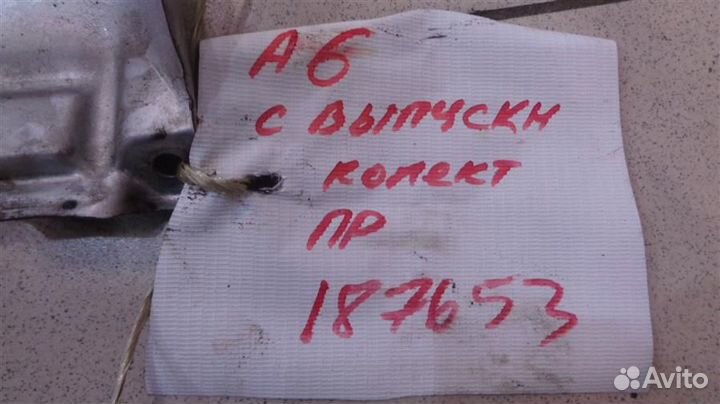 А6
с выпускн
колект
ПР
187653
Avito